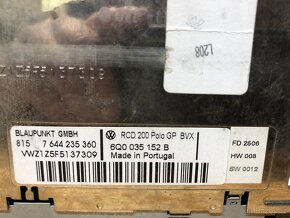 L208
BLAUPUNKT GMBH
815 7 644 235 360
VWZ1Z5F5137309
RCD 200 Polo GP BVX
6Q0 035 152 B
Made in Portugal
FD 2506
HW 008
SW 0012